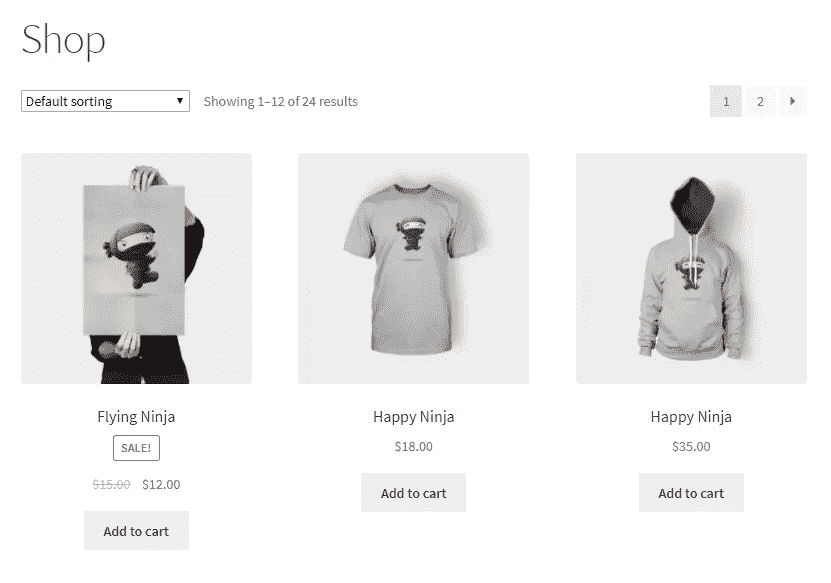 Shop
Default sorting
Showing 1–12 of 24 results
1 2
Flying Ninja
Happy Ninja
Happy Ninja
SALE!
$18.00
$35.00
$15.00 $12.00
Add to cart
Add to cart
Add to cart